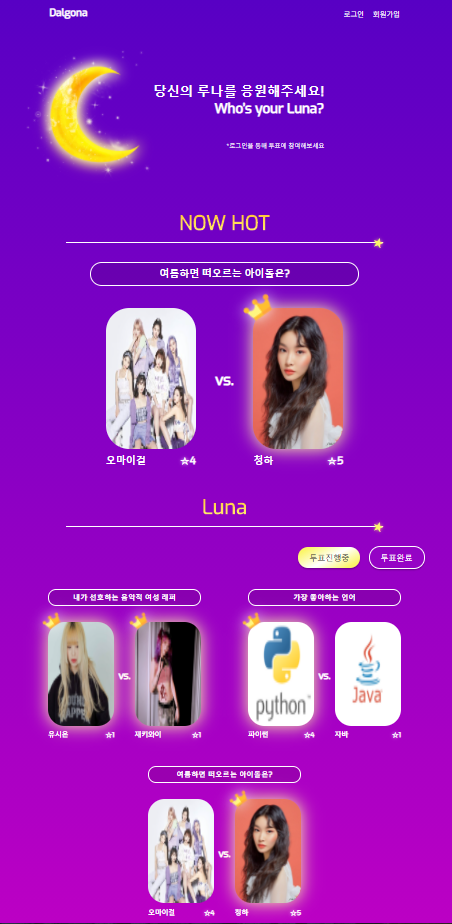 Dalgona
로그인 회원가입
당신의 루나를 응원해주세요!
Who's your Luna?
*로그인을 통해 투표에 참여해보세요
NOW HOT
여름하면 떠오르는 아이돌은?
VS.
오마이걸 ☆4
청하 ☆5
Luna
투표진행중 투표완료
내가 선호하는 음악적 여성 래퍼
VS.
유시은 ☆1
재키와이 ☆1
가장 좋아하는 언어
python
VS.
Java
파이썬 ☆4
자바 ☆1
여름하면 떠오르는 아이돌은?
VS.
오마이걸 ☆4
청하 ☆5